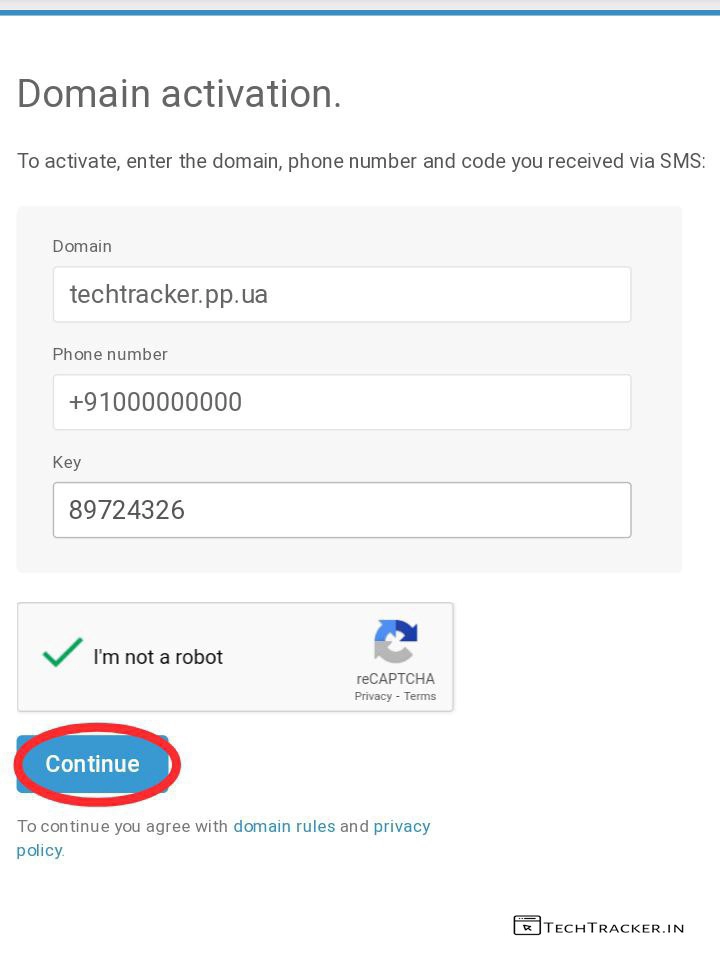 Domain activation.
To activate, enter the domain, phone number and code you received via SMS:
Domain
techtracker.pp.ua
Phone number
+91000000000
Key
89724326
I'm not a robot
reCAPTCHA
Privacy - Terms
Continue
To continue you agree with domain rules and privacy
policy.
TECHTRACKER.IN